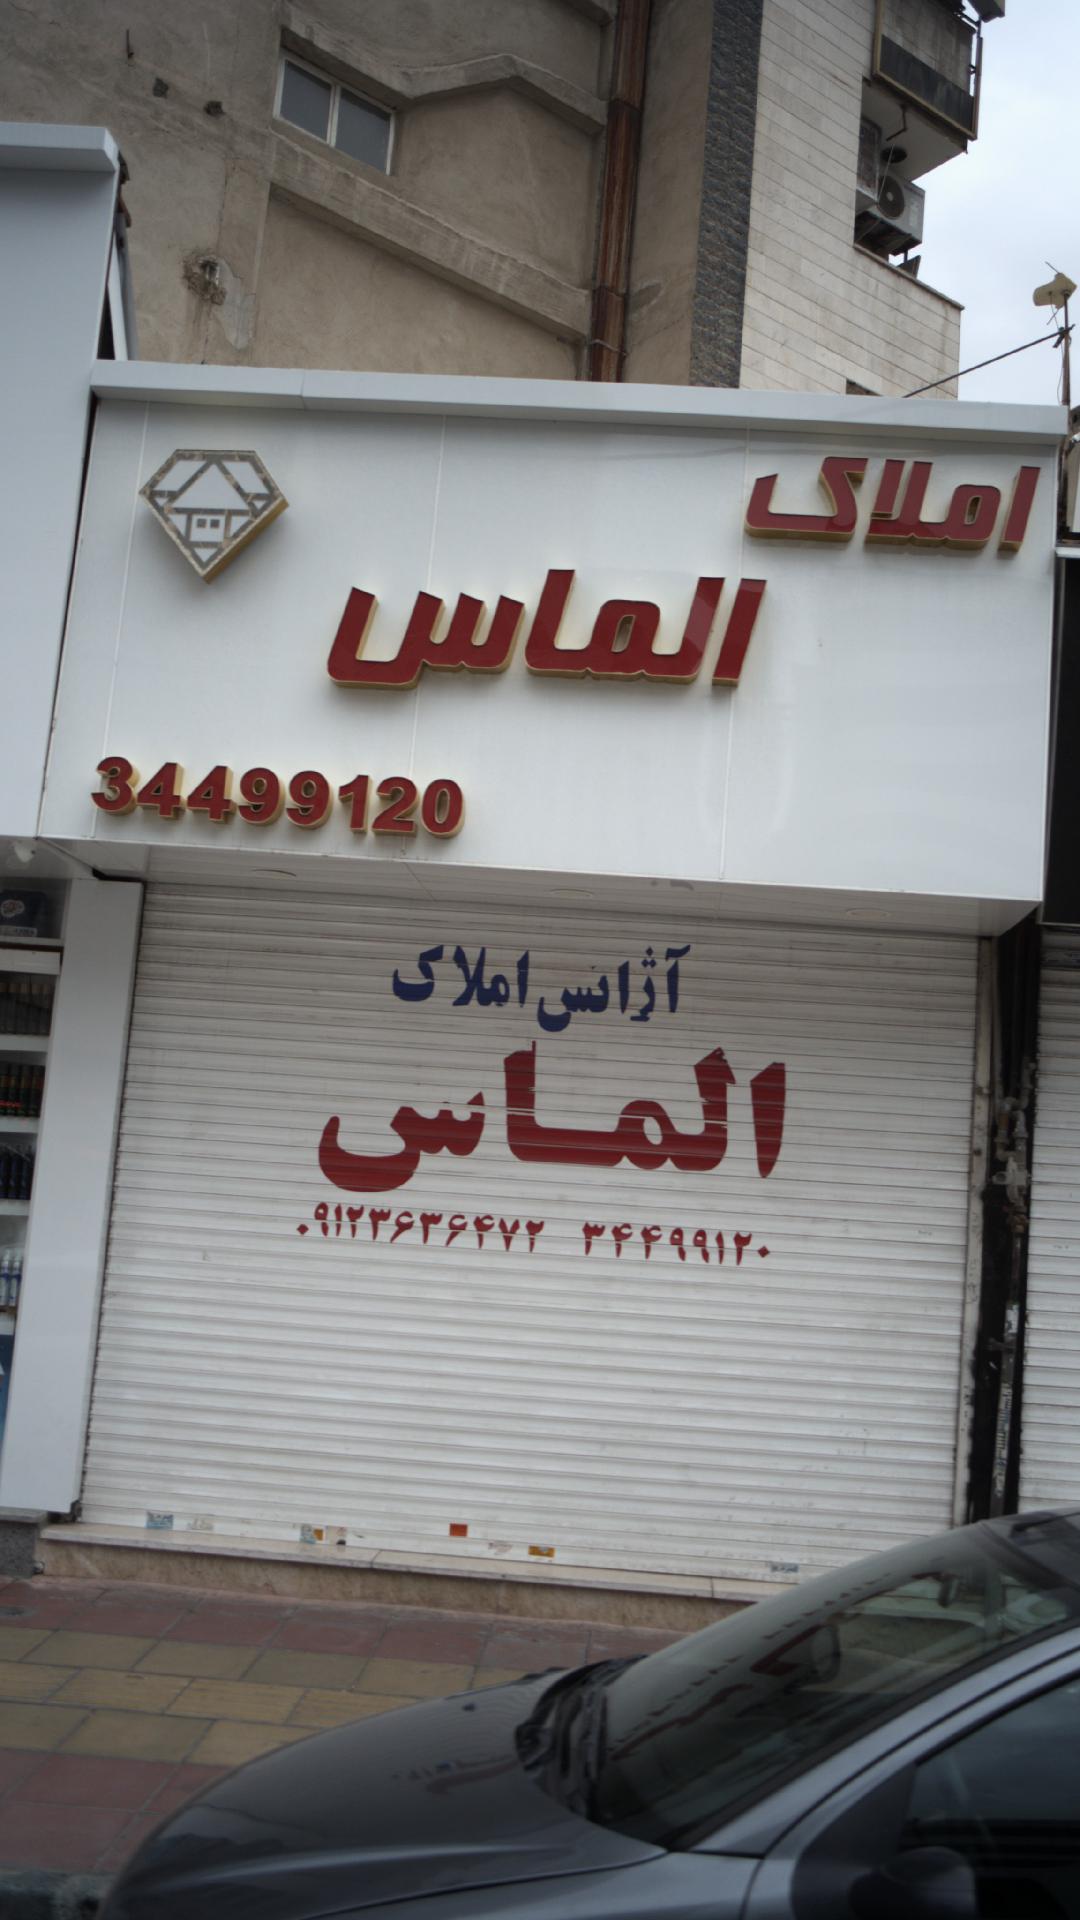 املاک
الماس
34499120
آژانس املاک
الماس
۰۹۱۲۳۶۳۶۴۷۲ ۳۴۴۹۹۱۲۰